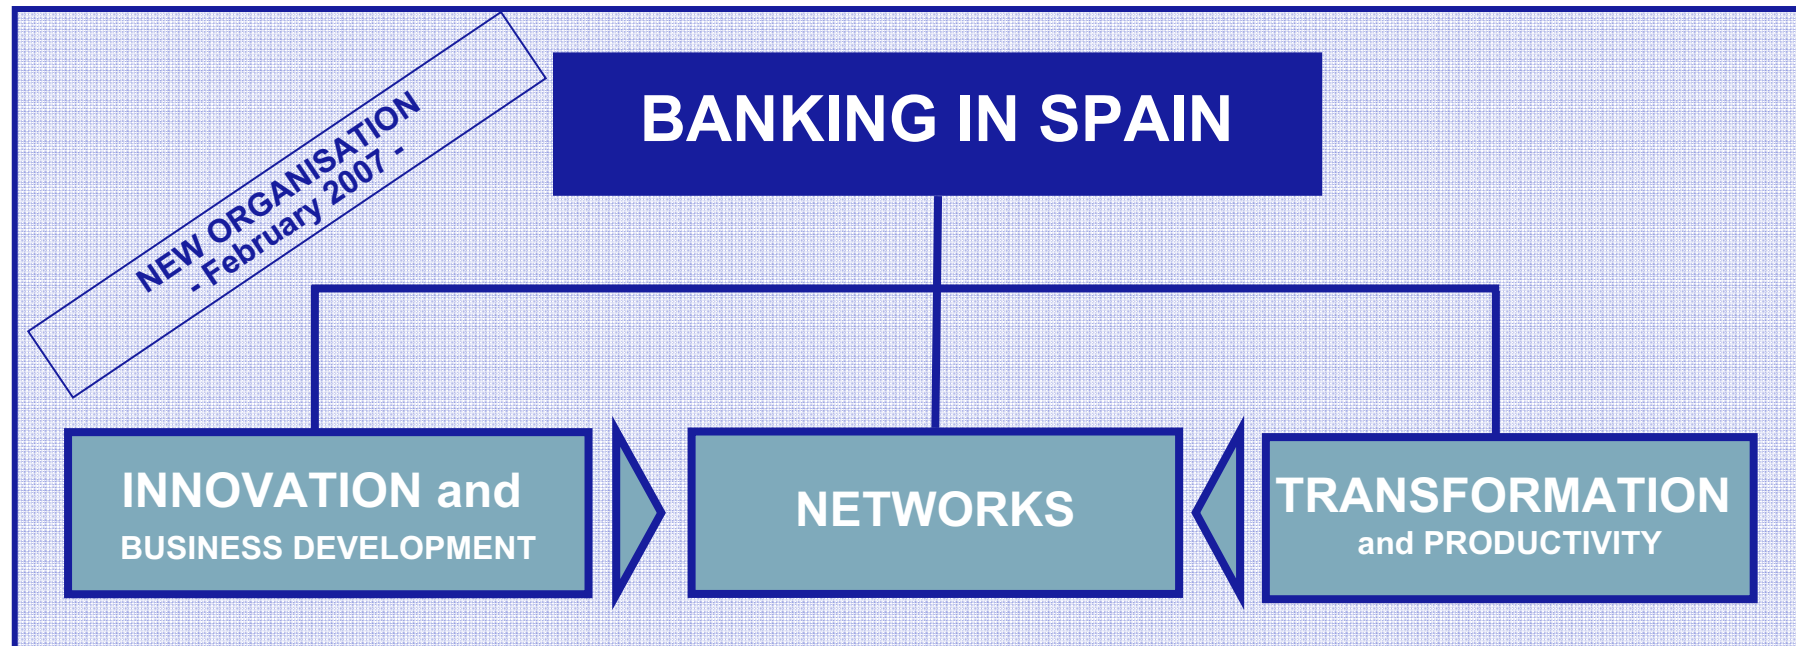 NEW ORGANISATION
- February 2007 -
BANKING IN SPAIN
INNOVATION and
BUSINESS DEVELOPMENT
NETWORKS
TRANSFORMATION
and PRODUCTIVITY